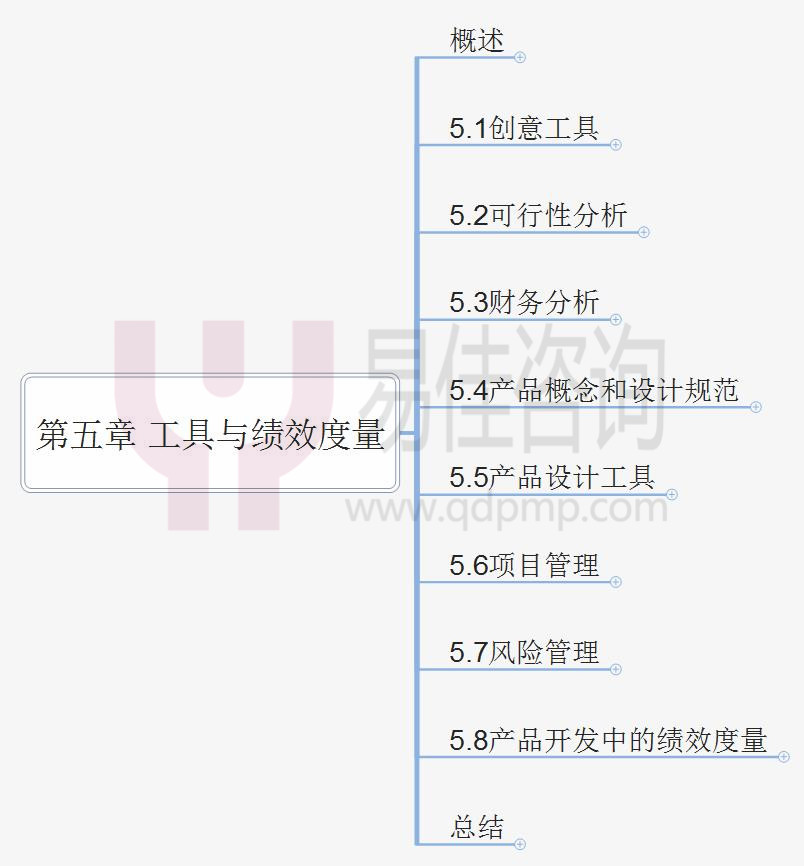 概述
5.1创意工具
5.2可行性分析
5.3财务分析
易佳咨询
5.4产品概念和设计规范
第五章 工具与绩效度量
5.5产品设计工具
www.qdpmp.com
5.6项目管理
5.7风险管理
5.8产品开发中的绩效度量
总结